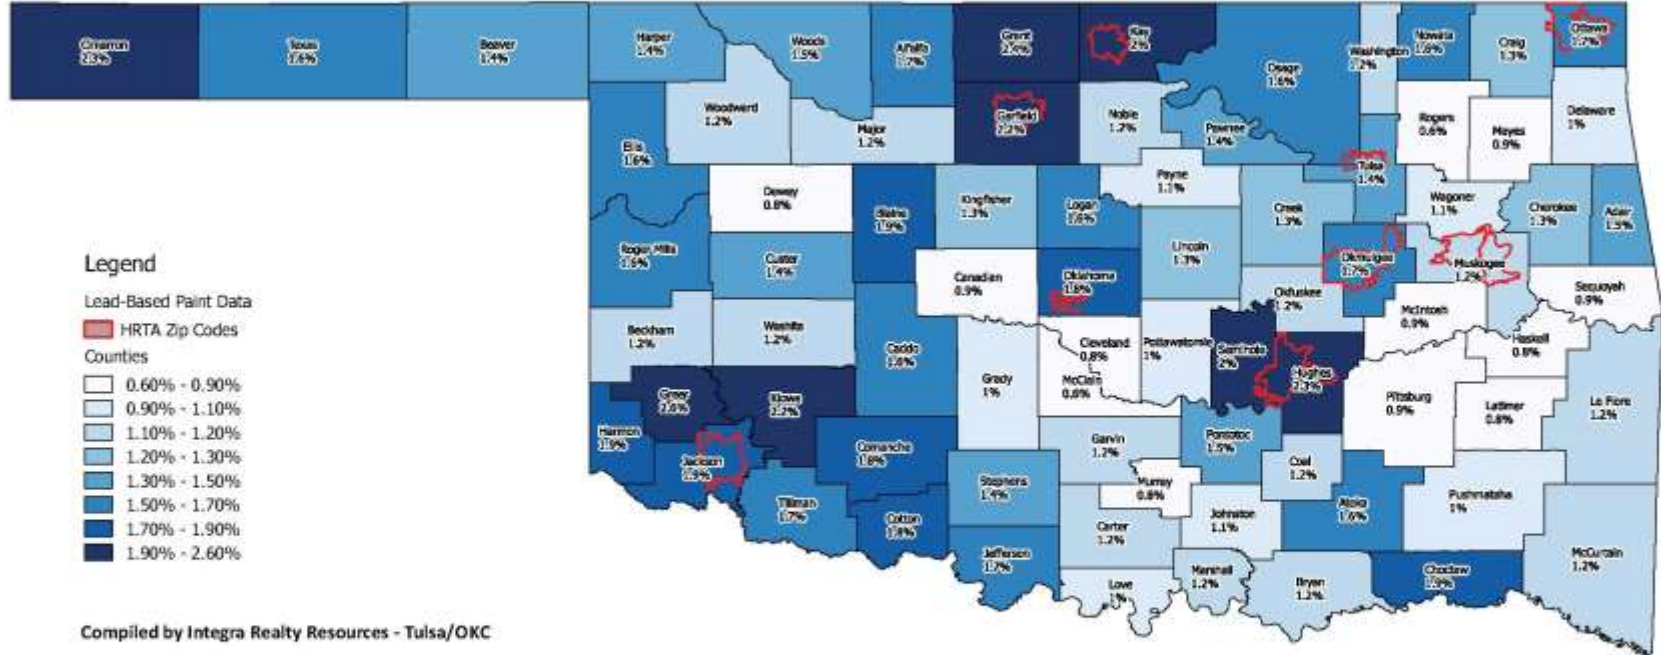 Cimarron
Texas
1.6%
Beaver
1.4%
Harper
1.4%
Woods
1.5%
Alfalfa
1.7%
Grant
2.4%
Kay
2%
Osage
1.6%
Washington
1.2%
Nowata
1.6%
Craig
1.3%
Ottawa
1.7%
Woodward
1.2%
Major
1.2%
Garfield
2.2%
Noble
1.2%
Pawnee
1.4%
Rogers
0.6%
Mayes
0.9%
Delaware
1%
Ellis
1.6%
Dewey
0.8%
Blaine
1.9%
Kingfisher
1.3%
Logan
1.6%
Payne
1.1%
Tulsa
1.4%
Creek
1.3%
Wagoner
1.1%
Cherokee
1.3%
Adair
1.5%
Roger Mills
1.6%
Custer
1.4%
Canadian
0.9%
Oklahoma
1.8%
Lincoln
1.3%
Okmulgee
1.7%
Muskogee
1.2%
Okfuskee
1.2%
McIntosh
0.9%
Sequoyah
0.9%
Beckham
1.2%
Washita
1.2%
Caddo
1.6%
Grady
1%
Cleveland
0.8%
McClain
Pottawatomie
1%
Seminole
2%
Hughes
2.3%
Pittsburg
0.9%
Haskell
Latimer
Le Flore
1.2%
Greer
2.6%
Kiowa
2.2%
Harmon
1.9%
Jackson
Comanche
1.8%
Tillman
1.7%
Cotton
1.8%
Stephens
1.4%
Jefferson
1.7%
Garvin
1.2%
Murray
0.8%
Carter
1.2%
Love
1%
Pontotoc
1.5%
Johnston
1.1%
Marshall
1.2%
Coal
1.2%
Atoka
1.6%
Bryan
1.2%
Pushmataha
1%
Choctaw
1.9%
McCurtain
1.2%
Legend
Lead-Based Paint Data
HRTA Zip Codes
Counties
0.60% - 0.90%
0.90% - 1.10%
1.10% - 1.20%
1.20% - 1.30%
1.30% - 1.50%
1.50% - 1.70%
1.70% - 1.90%
1.90% - 2.60%
Compiled by Integra Realty Resources - Tulsa/OKC